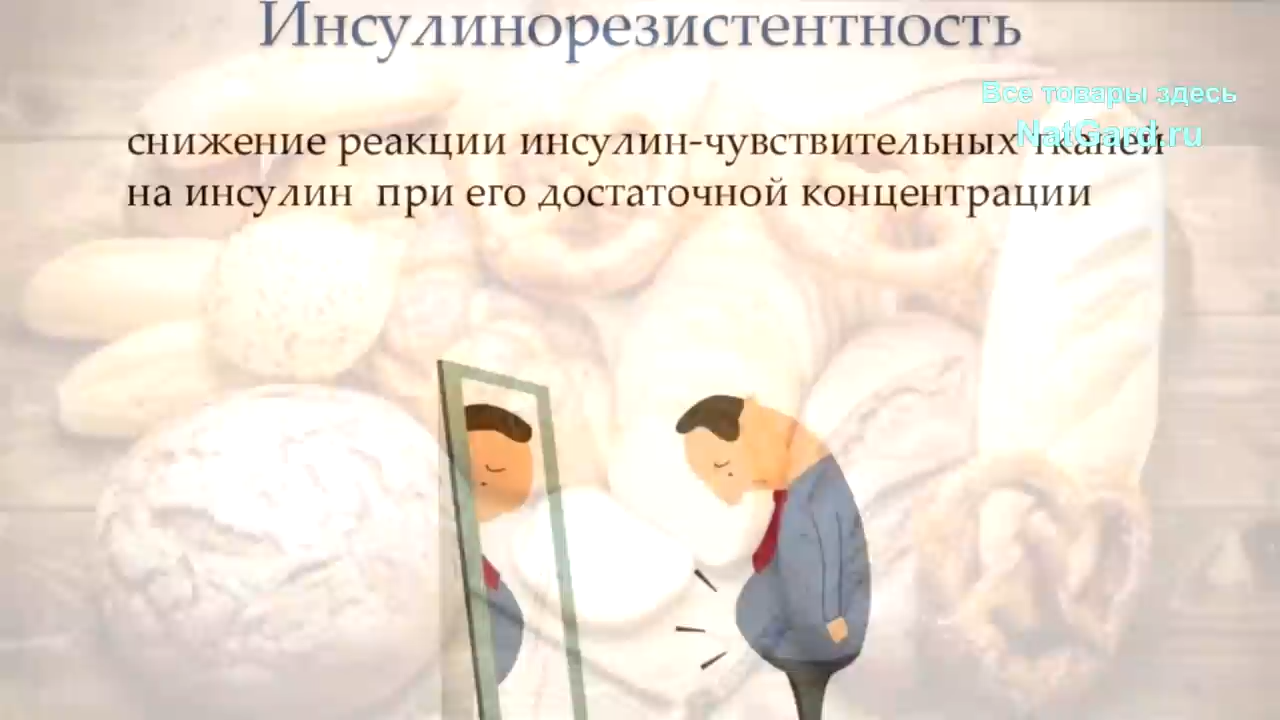 Инсулинорезистентность
Все товары здесь
NatGard.ru
снижение реакции инсулин-чувствительных тканей
на инсулин при его достаточной концентрации